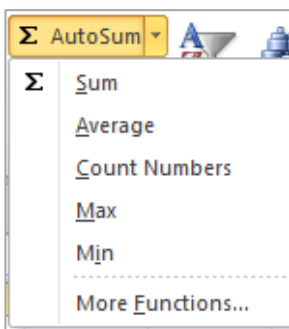 Σ AutoSum
Σ Sum
Average
Count Numbers
Max
Min
More Functions...